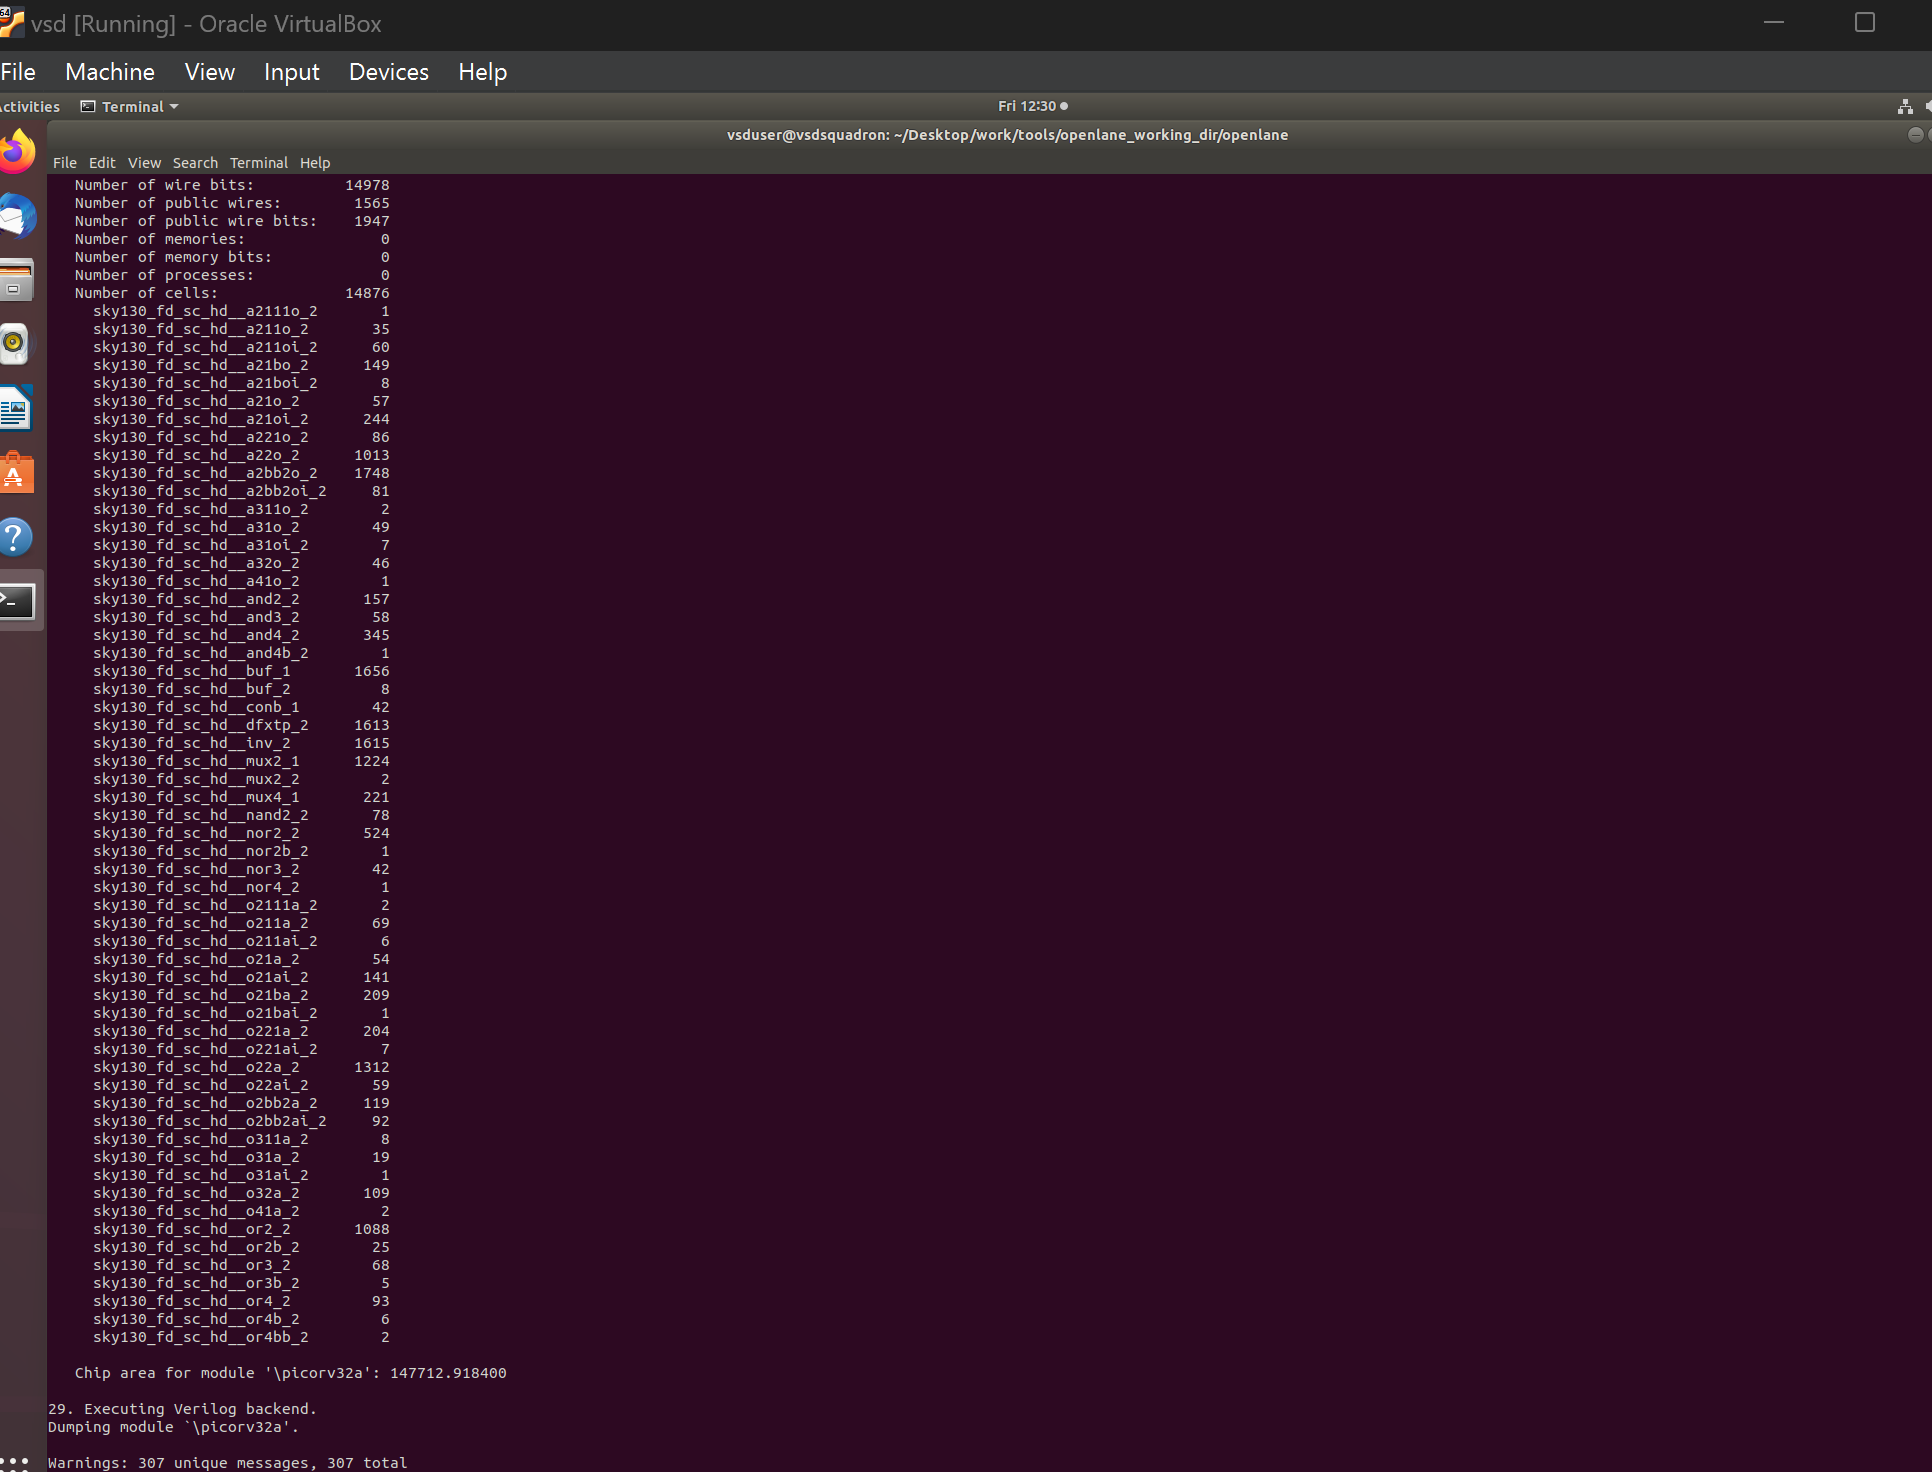 64
vsd [Running] - Oracle VirtualBox
File Machine View Input Devices Help
ctivities Terminal Fri 12:30
vsduser@vsdsquadron: ~/Desktop/work/tools/openlane_working_dir/openlane
File Edit View Search Terminal Help
Number of wire bits: 14978
Number of public wires: 1565
Number of public wire bits: 1947
Number of memories: 0
Number of memory bits: 0
Number of processes: 0
Number of cells: 14876
sky130_fd_sc_hd__a2111o_2 1
sky130_fd_sc_hd__a211o_2 35
sky130_fd_sc_hd__a211oi_2 60
sky130_fd_sc_hd__a21bo_2 149
sky130_fd_sc_hd__a21boi_2 8
sky130_fd_sc_hd__a21o_2 57
sky130_fd_sc_hd__a21oi_2 244
sky130_fd_sc_hd__a221o_2 86
sky130_fd_sc_hd__a22o_2 1013
sky130_fd_sc_hd__a2bb2o_2 1748
sky130_fd_sc_hd__a2bb2oi_2 81
sky130_fd_sc_hd__a311o_2 2
sky130_fd_sc_hd__a31o_2 49
sky130_fd_sc_hd__a31oi_2 7
sky130_fd_sc_hd__a32o_2 46
sky130_fd_sc_hd__a41o_2 1
sky130_fd_sc_hd__and2_2 157
sky130_fd_sc_hd__and3_2 58
sky130_fd_sc_hd__and4_2 345
sky130_fd_sc_hd__and4b_2 1
sky130_fd_sc_hd__buf_1 1656
sky130_fd_sc_hd__buf_2 8
sky130_fd_sc_hd__conb_1 42
sky130_fd_sc_hd__dfxtp_2 1613
sky130_fd_sc_hd__inv_2 1615
sky130_fd_sc_hd__mux2_1 1224
sky130_fd_sc_hd__mux2_2 2
sky130_fd_sc_hd__mux4_1 221
sky130_fd_sc_hd__nand2_2 78
sky130_fd_sc_hd__nor2_2 524
sky130_fd_sc_hd__nor2b_2 1
sky130_fd_sc_hd__nor3_2 42
sky130_fd_sc_hd__nor4_2 1
sky130_fd_sc_hd__o2111a_2 2
sky130_fd_sc_hd__o211a_2 69
sky130_fd_sc_hd__o211ai_2 6
sky130_fd_sc_hd__o21a_2 54
sky130_fd_sc_hd__o21ai_2 141
sky130_fd_sc_hd__o21ba_2 209
sky130_fd_sc_hd__o21bai_2 1
sky130_fd_sc_hd__o221a_2 204
sky130_fd_sc_hd__o221ai_2 7
sky130_fd_sc_hd__o22a_2 1312
sky130_fd_sc_hd__o22ai_2 59
sky130_fd_sc_hd__o2bb2a_2 119
sky130_fd_sc_hd__o2bb2ai_2 92
sky130_fd_sc_hd__o311a_2 8
sky130_fd_sc_hd__o31a_2 19
sky130_fd_sc_hd__o31ai_2 1
sky130_fd_sc_hd__o32a_2 109
sky130_fd_sc_hd__o41a_2 2
sky130_fd_sc_hd__or2_2 1088
sky130_fd_sc_hd__or2b_2 25
sky130_fd_sc_hd__or3_2 68
sky130_fd_sc_hd__or3b_2 5
sky130_fd_sc_hd__or4_2 93
sky130_fd_sc_hd__or4b_2 6
sky130_fd_sc_hd__or4bb_2 2
Chip area for module '\picorv32a': 147712.918400
29. Executing Verilog backend.
Dumping module `\picorv32a'.
Warnings: 307 unique messages, 307 total